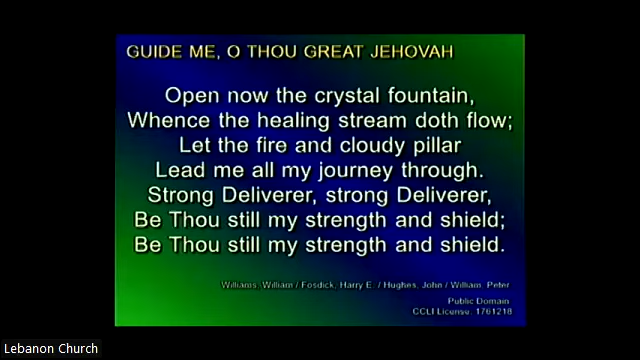 GUIDE ME, O THOU GREAT JEHOVAH
Open now the crystal fountain,
Whence the healing stream doth flow;
Let the fire and cloudy pillar
Lead me all my journey through.
Strong Deliverer, strong Deliverer,
Be Thou still my strength and shield;
Be Thou still my strength and shield.
Williams, William / Fosdick, Harry E. / Hughes, John / William, Peter
Public Domain
CCLI License, 1761218
Lebanon Church